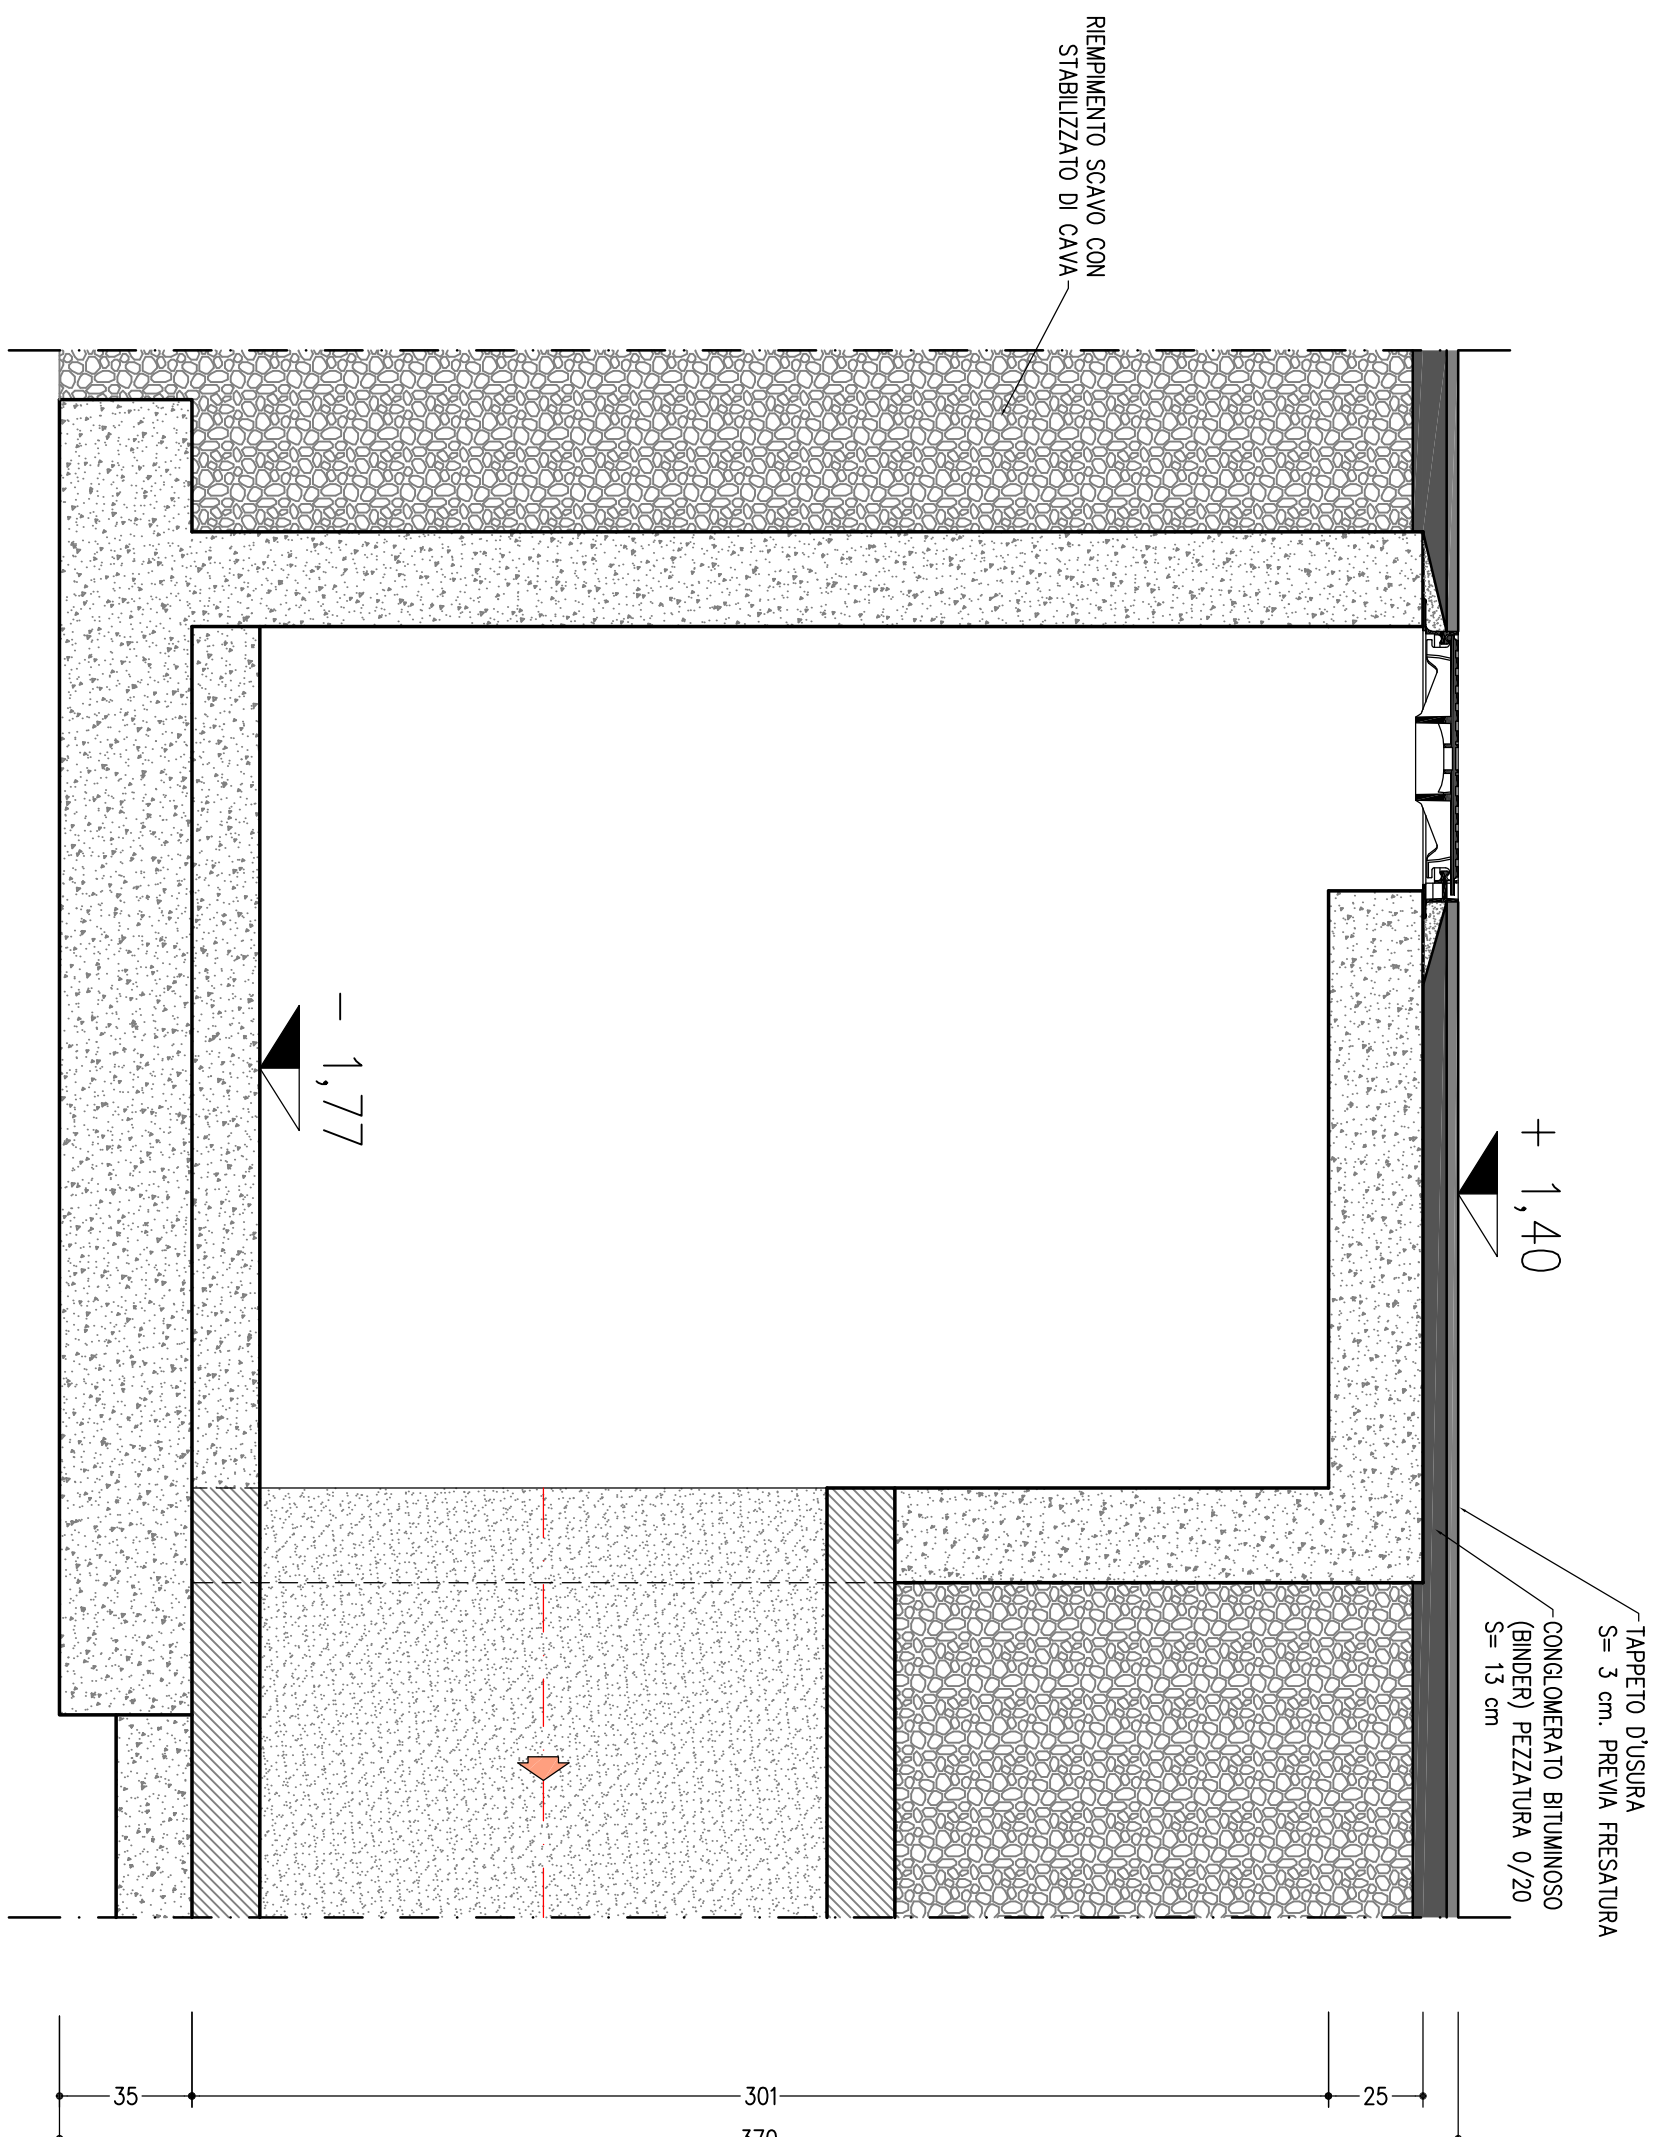 RIEMPIMENTO SCAVO CON
STABILIZZATO DI CAVA
+ 1,40
- 1,77
TAPPETO D'USURA
S= 3 cm. PREVIA FRESATURA
CONGLOMERATO BITUMINOSO
(BINDER) PEZZATURA 0/20
S= 13 cm
35
301
25
370